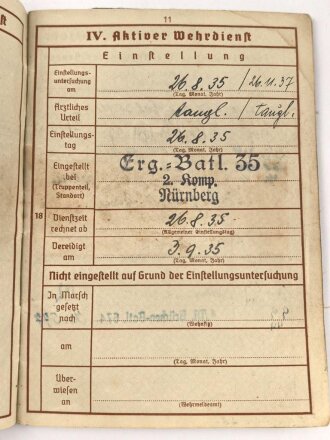 11
IV. Aktiver Wehrdienst
Einstellung
Einstellungs-
untersuchung
am
26.8.35 / 26.11.37
(Tag, Monat, Jahr)
Ärztliches
Urteil
taugl. / taugl.
Einstellungs-
tag
26.8.35
(Tag, Monat, Jahr)
Eingestellt
bei
(Truppenteil,
Standort)
Erg.-Batl. 35
2. Komp.
Nürnberg
18
Dienstzeit
rechnet ab
26.8.35.
(Allgemeiner Einstellungstag)
Vereidigt
am
3.9.35
(Tag, Monat, Jahr)
Nicht eingestellt auf Grund der Einstellungsuntersuchung
In Marsch
gesetzt
nach
(Wohnsitz)
am
(Tag, Monat, Jahr)
Über-
wiesen
an
(Wehrmeldeamt)